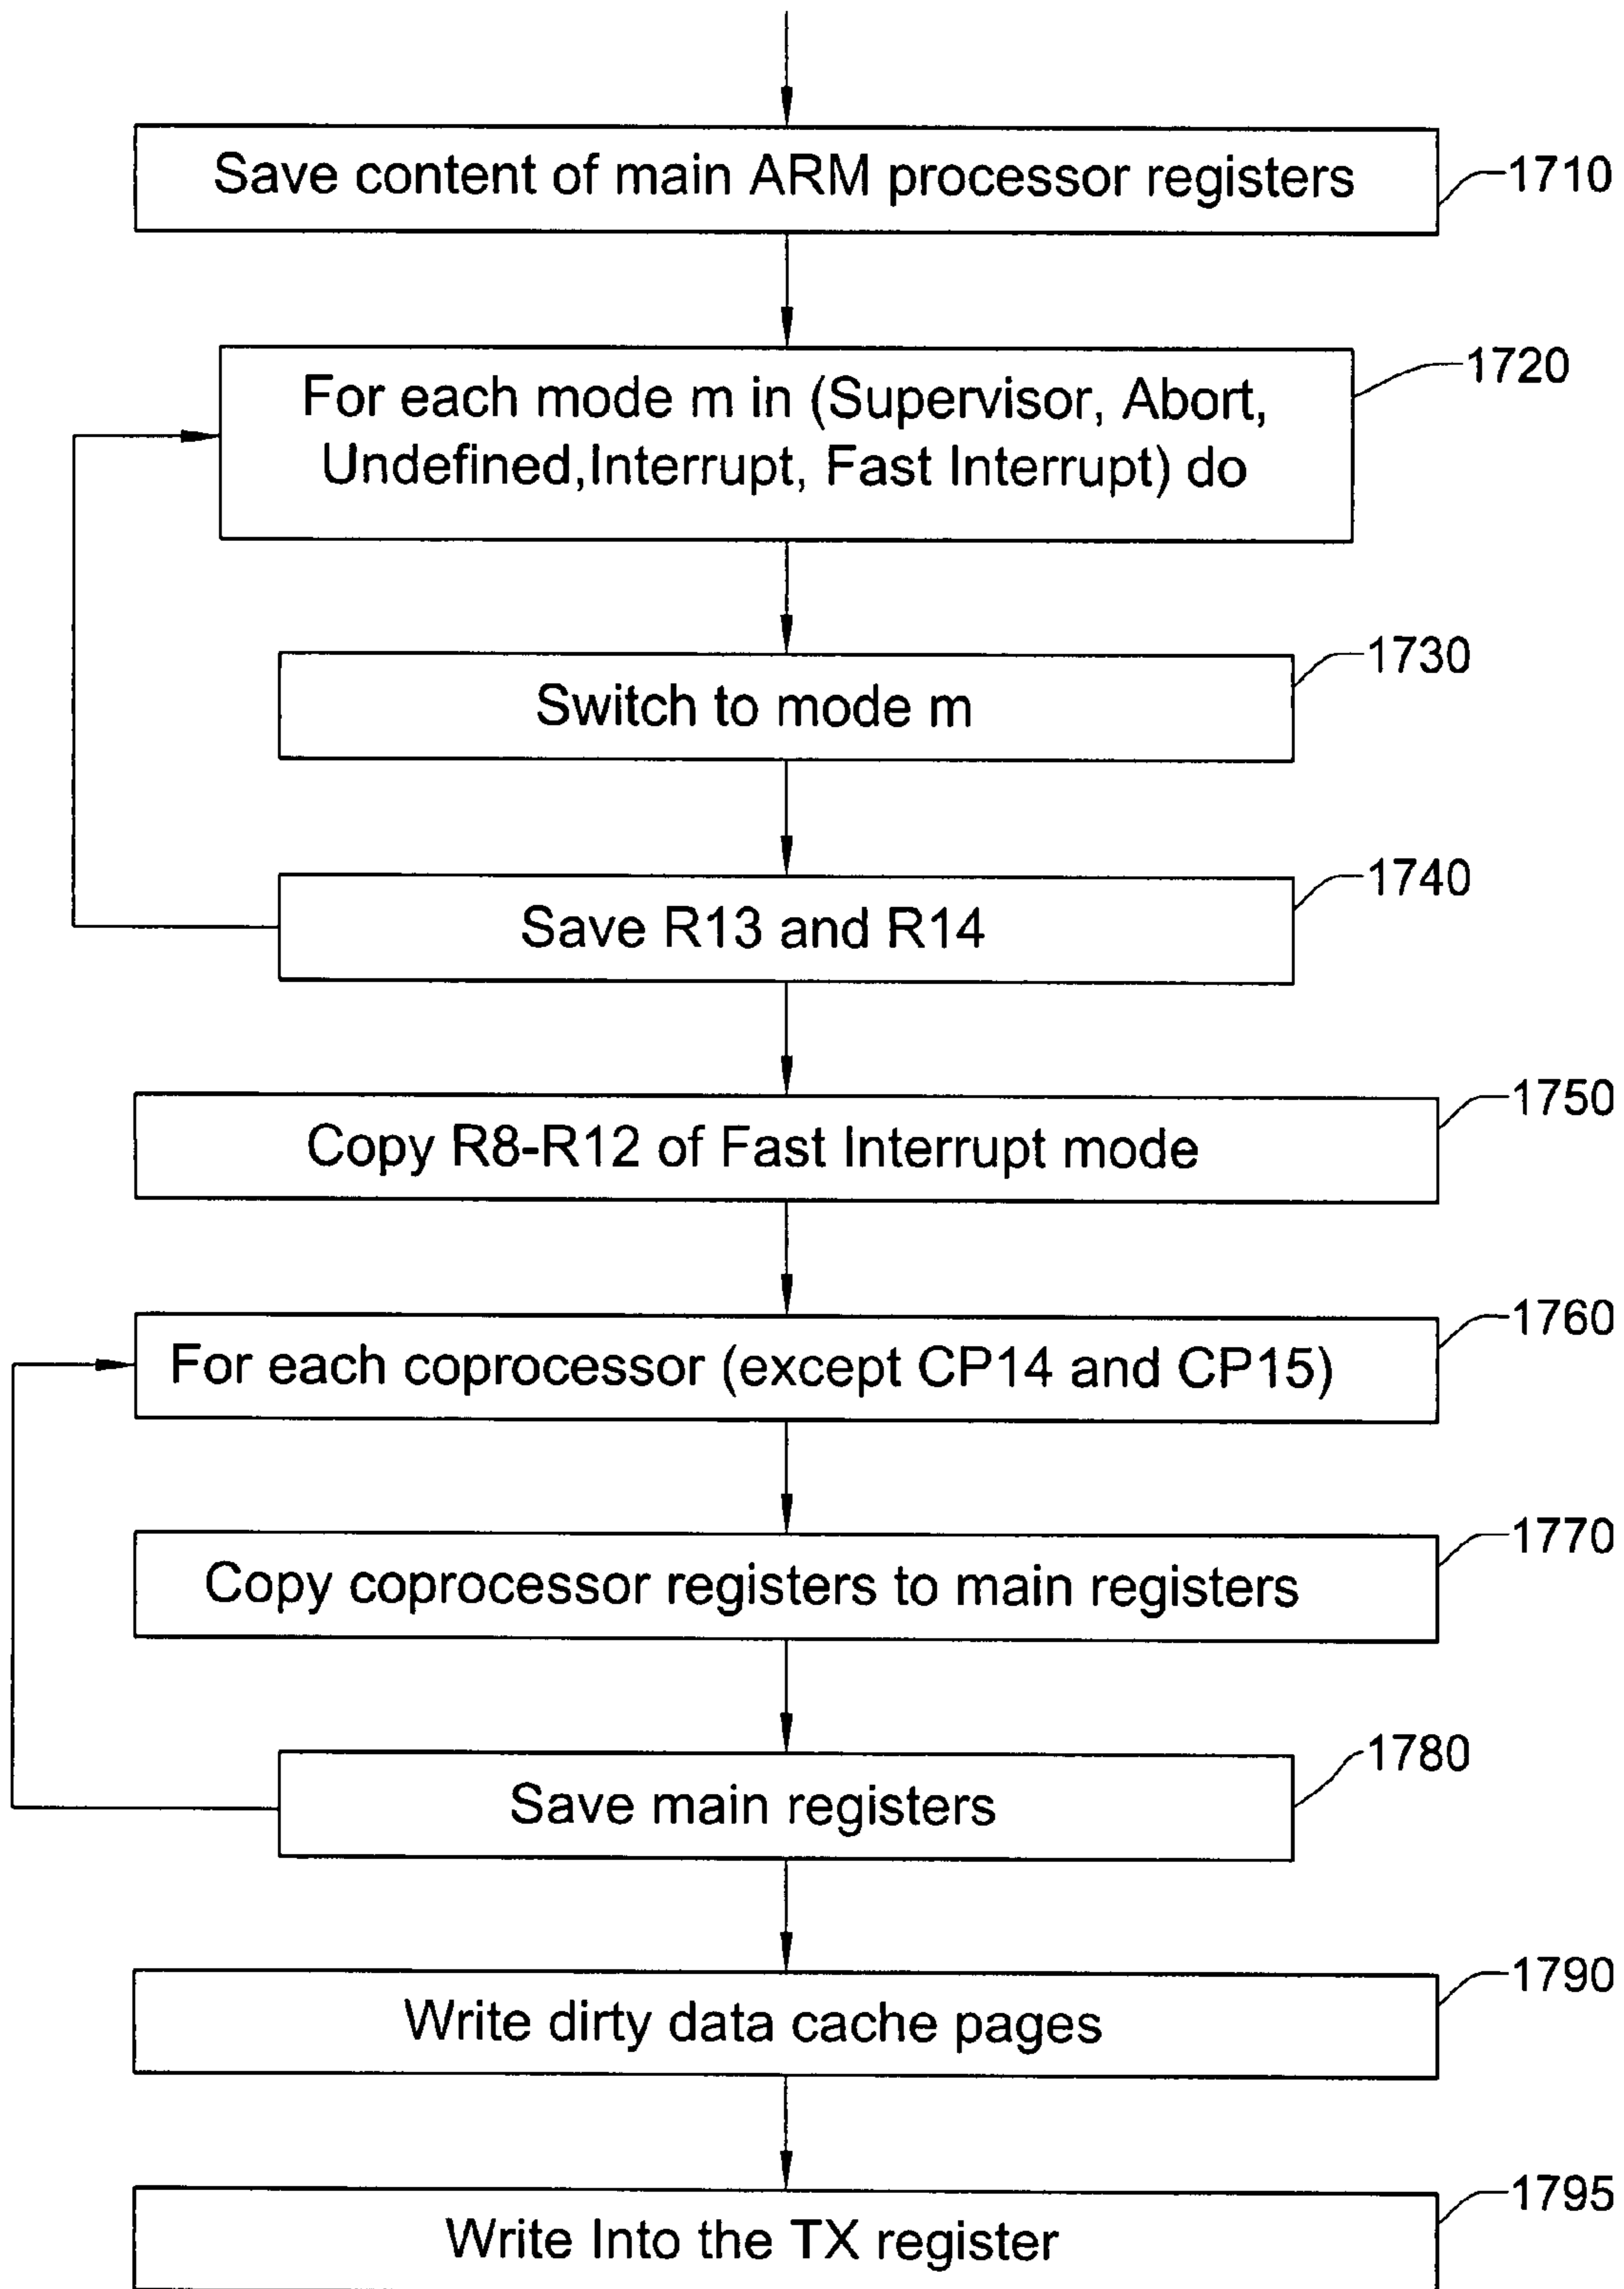 Save content of main ARM processor registers
1710
For each mode m in (Supervisor, Abort,
Undefined,Interrupt, Fast Interrupt) do
1720
Switch to mode m
1730
Save R13 and R14
1740
Copy R8-R12 of Fast Interrupt mode
1750
For each coprocessor (except CP14 and CP15)
1760
Copy coprocessor registers to main registers
1770
Save main registers
1780
Write dirty data cache pages
1790
Write Into the TX register
1795